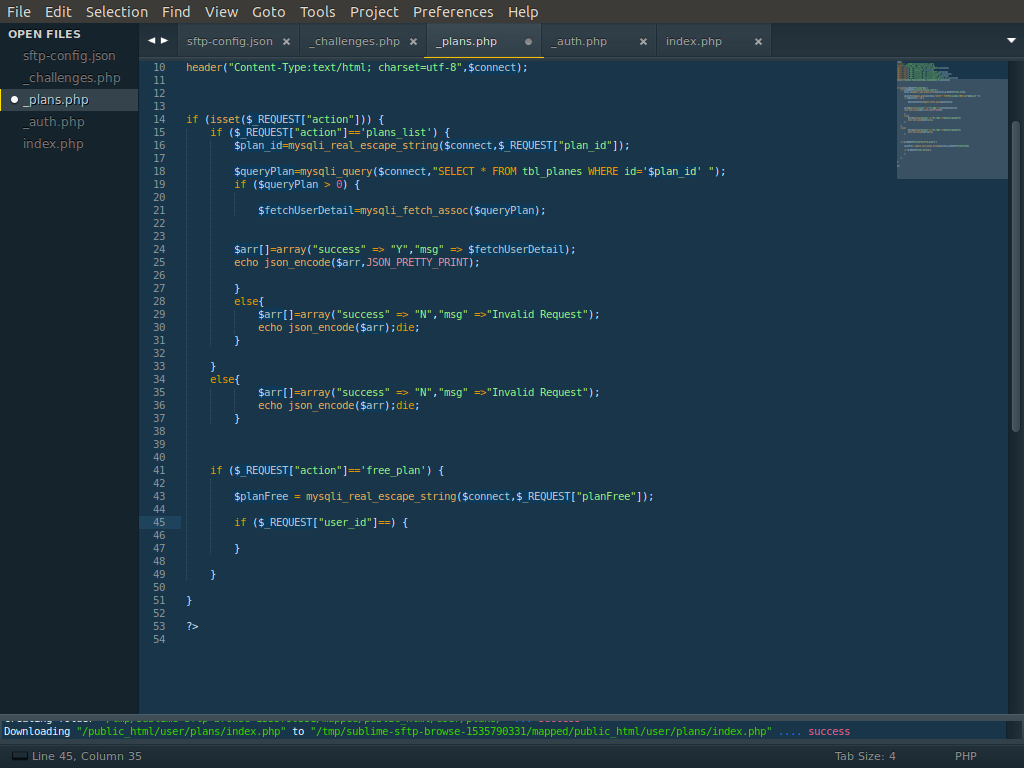 File Edit Selection Find View Goto Tools Project Preferences Help
OPEN FILES
sftp-config.json
_challenges.php
_plans.php
_auth.php
index.php
sftp-config.json _challenges.php _plans.php _auth.php index.php
10 header("Content-Type:text/html; charset=utf-8",$connect);
11
12
13
14 if (isset($_REQUEST["action"])) {
15 if ($_REQUEST["action"]=='plans_list') {
16 $plan_id=mysqli_real_escape_string($connect,$_REQUEST["plan_id"]);
17
18 $queryPlan=mysqli_query($connect,"SELECT * FROM tbl_planes WHERE id='$plan_id' ");
19 if ($queryPlan > 0) {
20
21 $fetchUserDetail=mysqli_fetch_assoc($queryPlan);
22
23
24 $arr[]=array("success" => "Y","msg" => $fetchUserDetail);
25 echo json_encode($arr,JSON_PRETTY_PRINT);
26
27 }
28 else{
29 $arr[]=array("success" => "N","msg" =>"Invalid Request");
30 echo json_encode($arr);die;
31 }
32
33 }
34 else{
35 $arr[]=array("success" => "N","msg" =>"Invalid Request");
36 echo json_encode($arr);die;
37 }
38
39
40
41 if ($_REQUEST["action"]=='free_plan') {
42
43 $planFree = mysqli_real_escape_string($connect,$_REQUEST["planFree"]);
44
45 if ($_REQUEST["user_id"]==) {
46
47 }
48
49 }
50
51 }
52
53 ?>
54
Downloading "/public_html/user/plans/index.php" to "/tmp/sublime-sftp-browse-1535790331/mapped/public_html/user/plans/index.php" .... success
Line 45, Column 35 Tab Size: 4 PHP